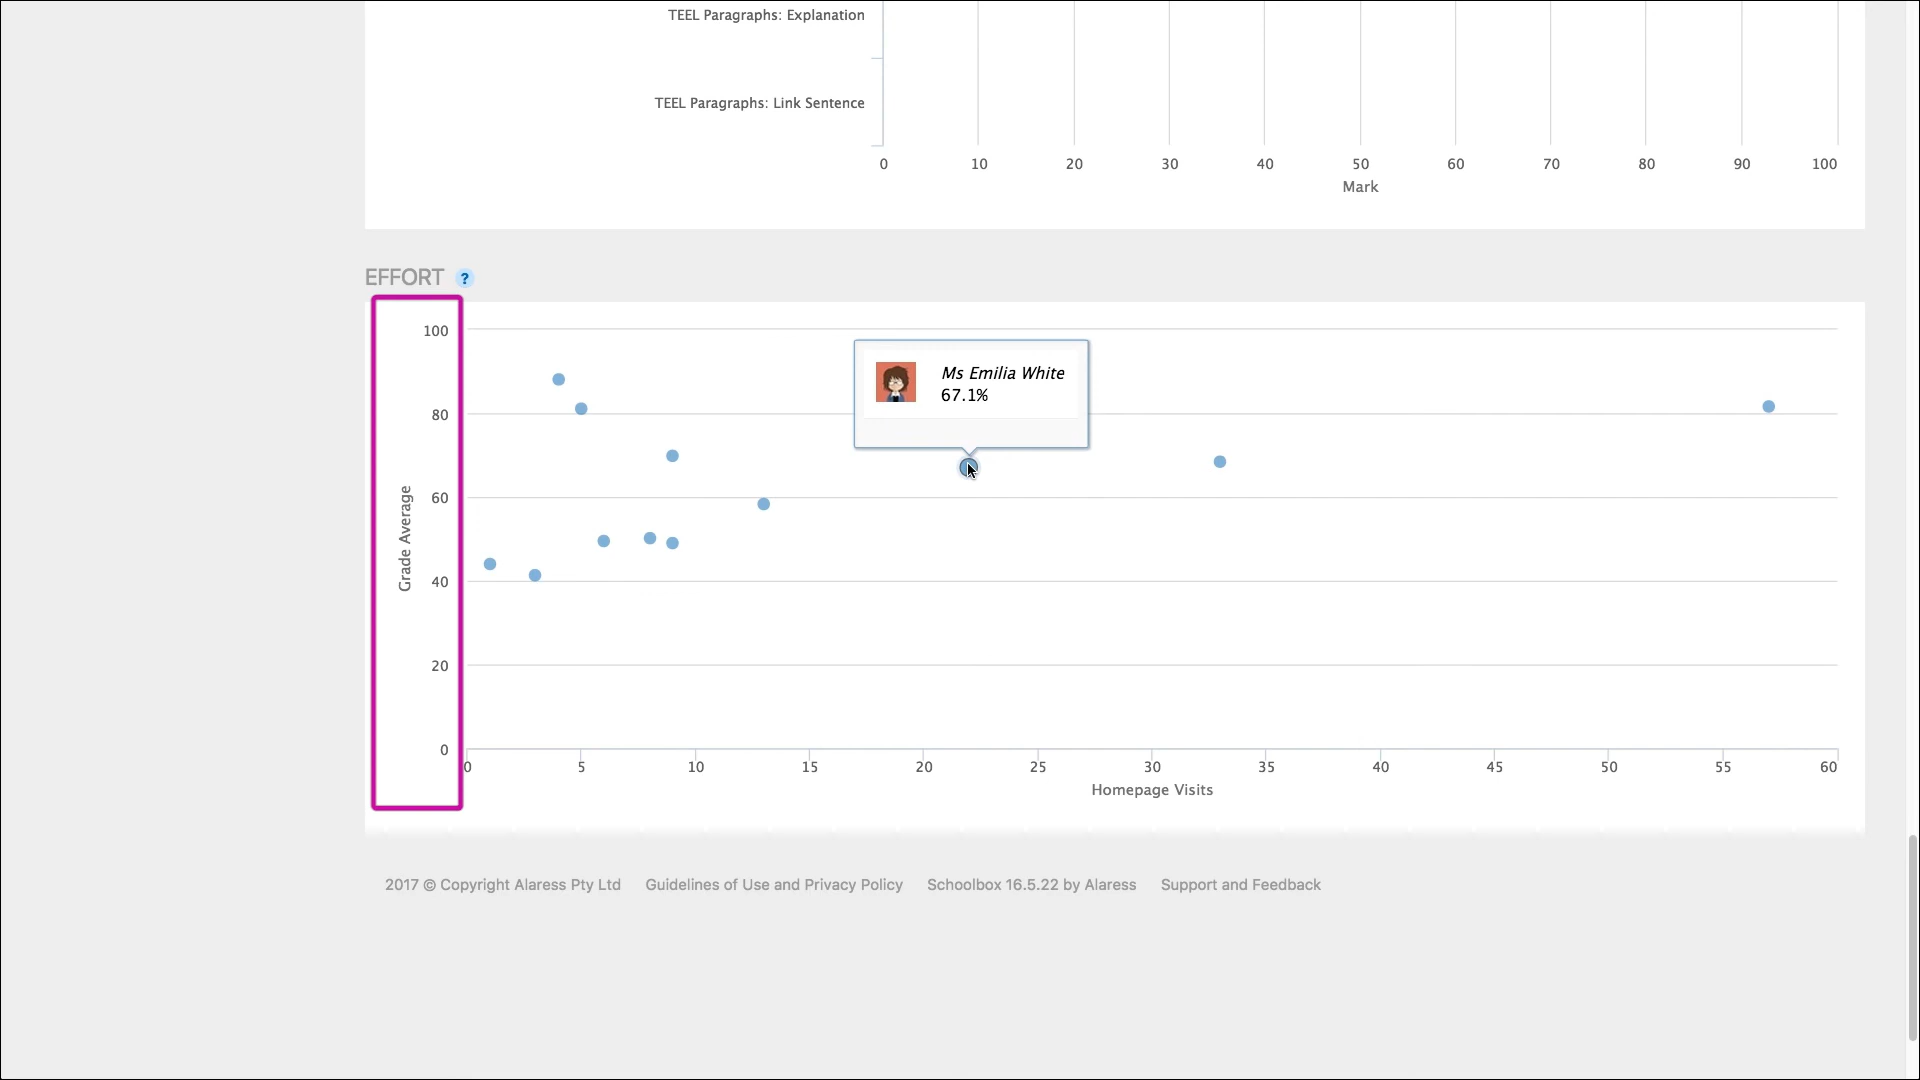 TEEL Paragraphs: Explanation
TEEL Paragraphs: Link Sentence
0 10 20 30 40 50 60 70 80 90 100
Mark
EFFORT ?
100
80
60
40
20
0
Grade Average
Ms Emilia White
67.1%
0 5 10 15 20 25 30 35 40 45 50 55 60
Homepage Visits
2017 © Copyright Alaress Pty Ltd Guidelines of Use and Privacy Policy Schoolbox 16.5.22 by Alaress Support and Feedback